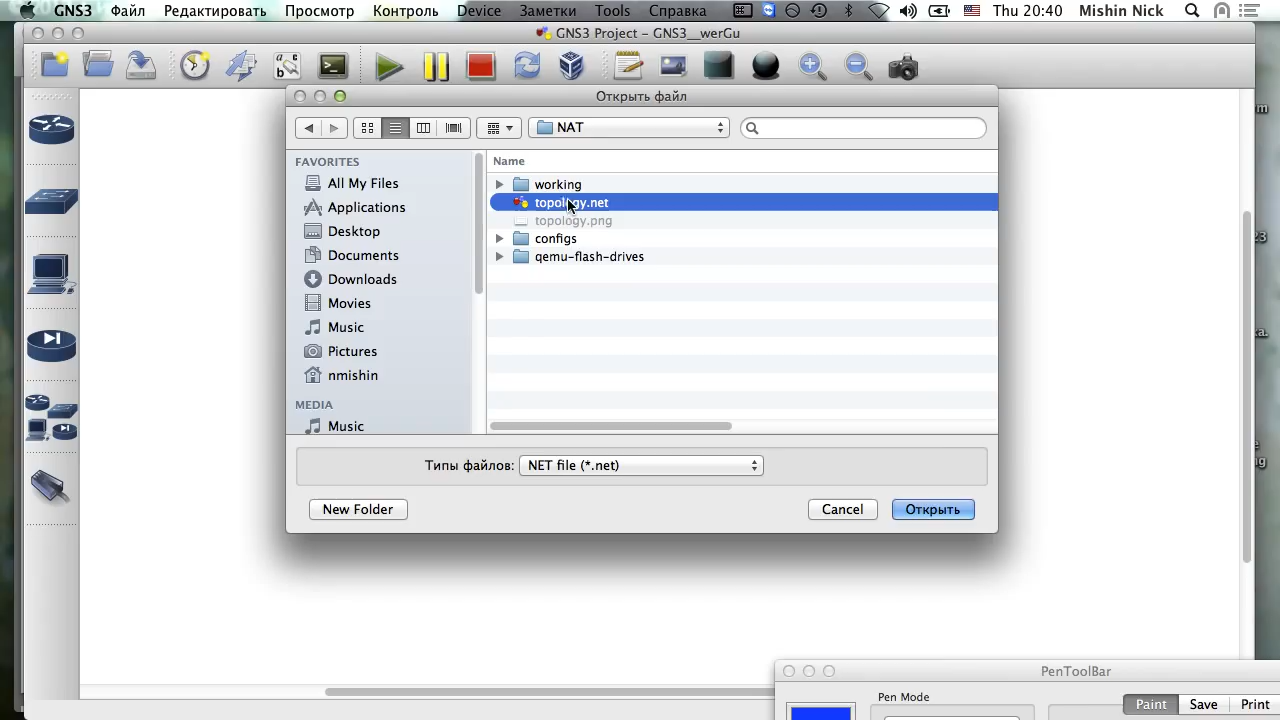 GNS3 Файл Редактировать Просмотр Контроль Device Заметки Tools Справка Thu 20:40 Mishin Nick
GNS3 Project – GNS3__werGu
Открыть файл
NAT
FAVORITES
All My Files
Applications
Desktop
Documents
Downloads
Movies
Music
Pictures
nmishin
MEDIA
Music
Name
working
topology.net
topology.png
configs
qemu-flash-drives
Типы файлов: NET file (*.net)
New Folder
Cancel
Открыть
PenToolBar
Pen Mode
Paint
Save
Print